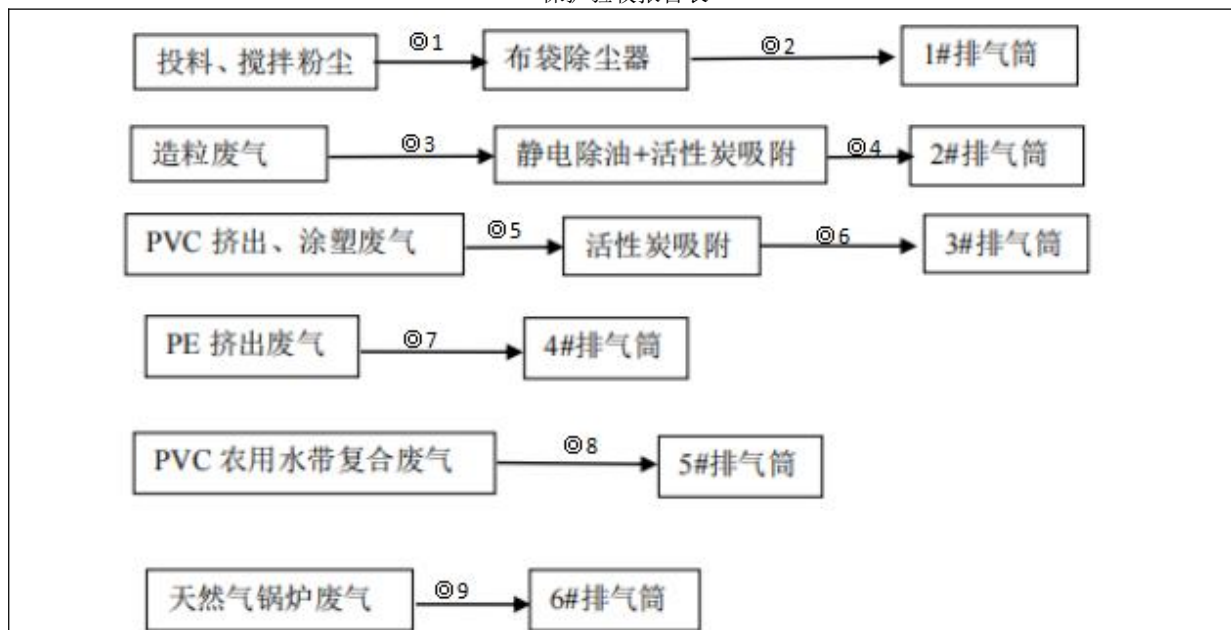 投料、搅拌粉尘 ◎1 布袋除尘器 ◎2 1#排气筒
造粒废气 ◎3 静电除油+活性炭吸附 ◎4 2#排气筒
PVC 挤出、涂塑废气 ◎5 活性炭吸附 ◎6 3#排气筒
PE 挤出废气 ◎7 4#排气筒
PVC 农用水带复合废气 ◎8 5#排气筒
天然气锅炉废气 ◎9 6#排气筒